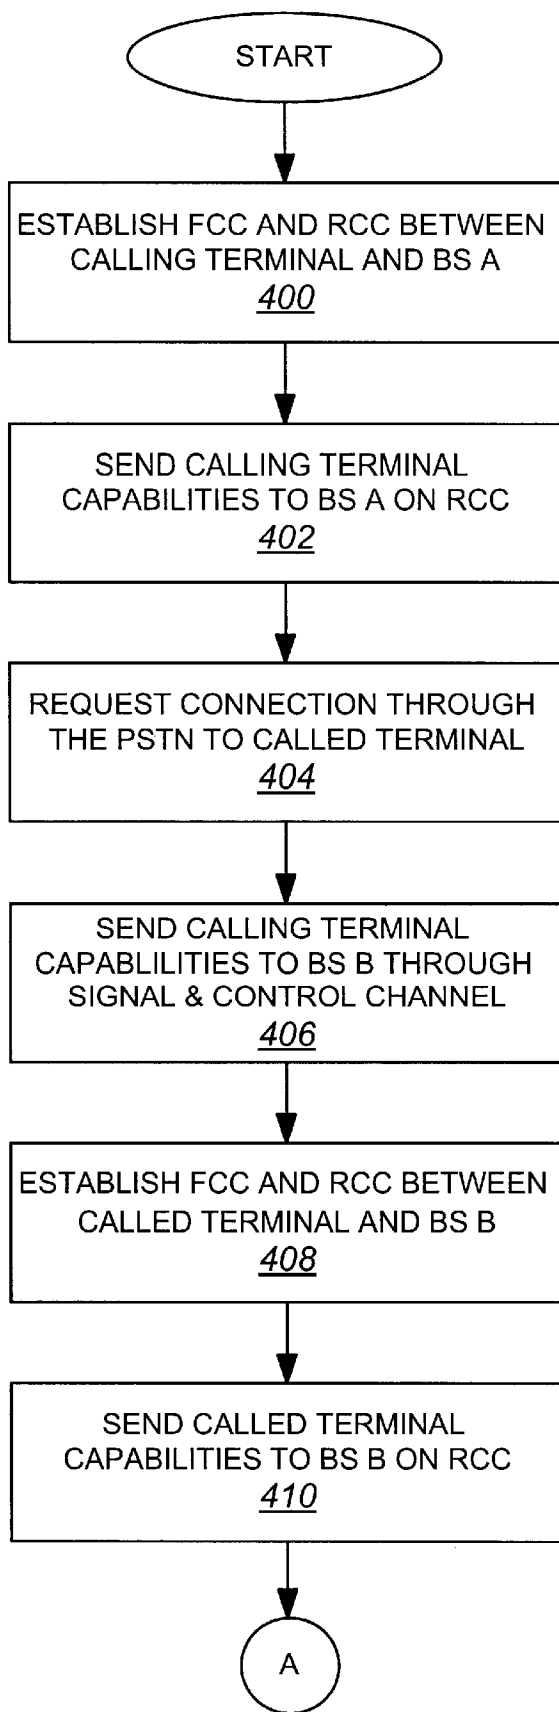 START
ESTABLISH FCC AND RCC BETWEEN
CALLING TERMINAL AND BS A
400
SEND CALLING TERMINAL
CAPABILITIES TO BS A ON RCC
402
REQUEST CONNECTION THROUGH
THE PSTN TO CALLED TERMINAL
404
SEND CALLING TERMINAL
CAPABLILITIES TO BS B THROUGH
SIGNAL & CONTROL CHANNEL
406
ESTABLISH FCC AND RCC BETWEEN
CALLED TERMINAL AND BS B
408
SEND CALLED TERMINAL
CAPABILITIES TO BS B ON RCC
410
A